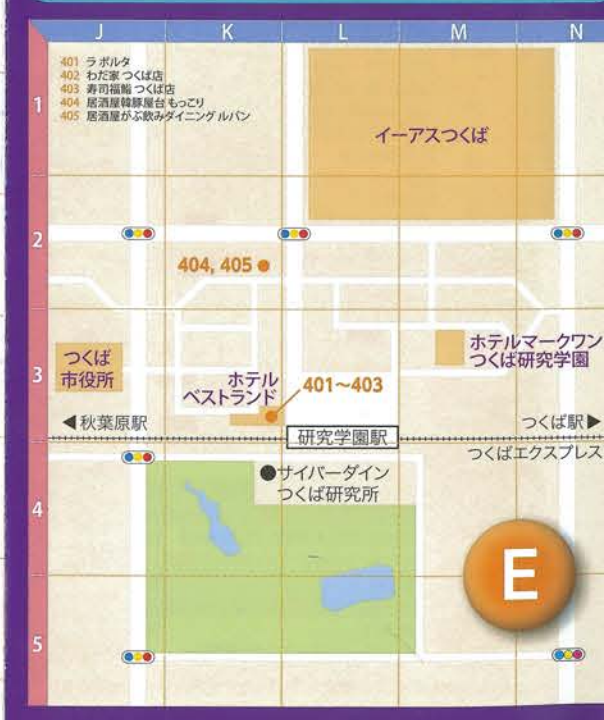 J K L M N
401 ラ ポルタ
402 わだ家 つくば店
403 寿司福鮨 つくば店
404 居酒屋韓豚屋台 もっこり
405 居酒屋がぶ飲みダイニング ルパン
1
イーアスつくば
2
404, 405
3
つくば
市役所
ホテル
ベストランド
401〜403
ホテルマークワン
つくば研究学園
◀秋葉原駅
つくば駅▶
研究学園駅
つくばエクスプレス
4
サイバーダイン
つくば研究所
E
5